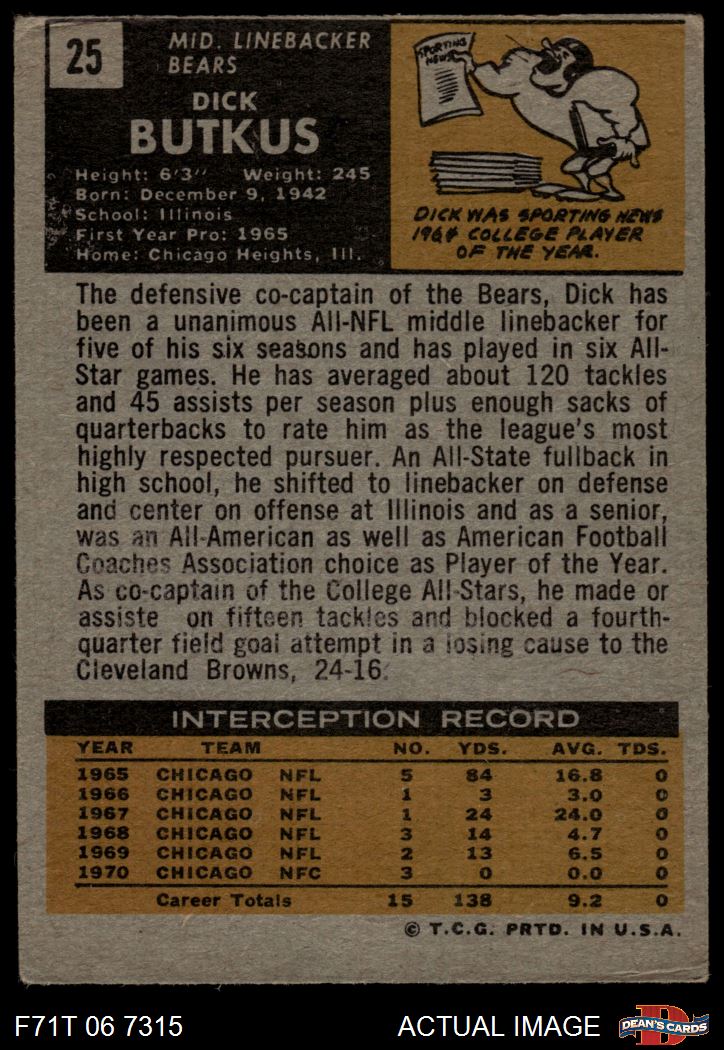 25
MID. LINEBACKER
BEARS
DICK
BUTKUS
Height: 6'3" Weight: 245
Born: December 9, 1942
School: Illinois
First Year Pro: 1965
Home: Chicago Heights, Ill.
SPORTING
NEWS
DICK WAS SPORTING NEWS
1964 COLLEGE PLAYER
OF THE YEAR.
The defensive co-captain of the Bears, Dick has
been a unanimous All-NFL middle linebacker for
five of his six seasons and has played in six All-
Star games. He has averaged about 120 tackles
and 45 assists per season plus enough sacks of
quarterbacks to rate him as the league's most
highly respected pursuer. An All-State fullback in
high school, he shifted to linebacker on defense
and center on offense at Illinois and as a senior,
was an All-American as well as American Football
Coaches Association choice as Player of the Year.
As co-captain of the College All-Stars, he made or
assiste on fifteen tackles and blocked a fourth-
quarter field goal attempt in a losing cause to the
Cleveland Browns, 24-16.
INTERCEPTION RECORD
YEAR TEAM NO. YDS. AVG. TDS.
1965 CHICAGO NFL 5 84 16.8 0
1966 CHICAGO NFL 1 3 3.0 0
1967 CHICAGO NFL 1 24 24.0 0
1968 CHICAGO NFL 3 14 4.7 0
1969 CHICAGO NFL 2 13 6.5 0
1970 CHICAGO NFC 3 0 0.0 0
Career Totals 15 138 9.2 0
© T.C.G. PRTD. IN U.S.A.
F71T 06 7315 ACTUAL IMAGE
D
DEAN'S CARDS